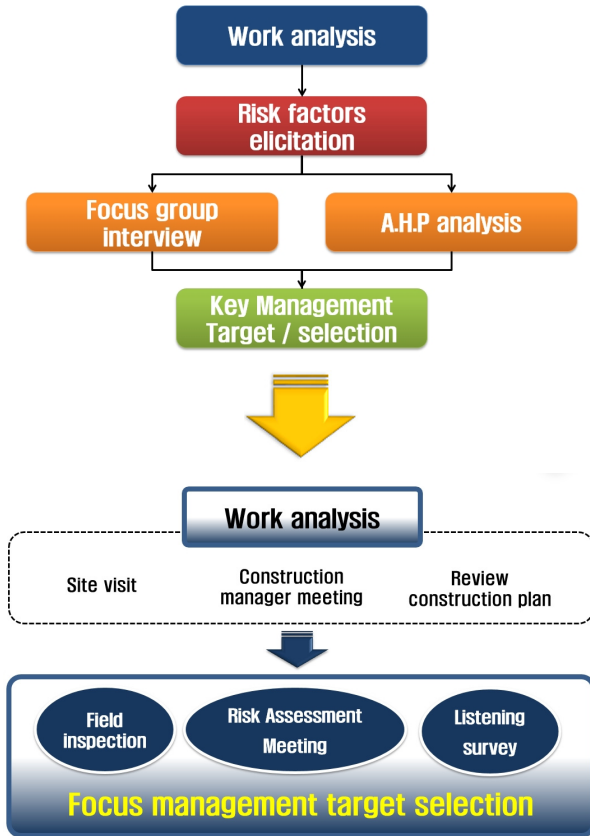 Work analysis
Risk factors
elicitation
Focus group
interview
A.H.P analysis
Key Management
Target / selection
Work analysis
Site visit
Construction
manager meeting
Review
construction plan
Field
inspection
Risk Assessment
Meeting
Listening
survey
Focus management target selection